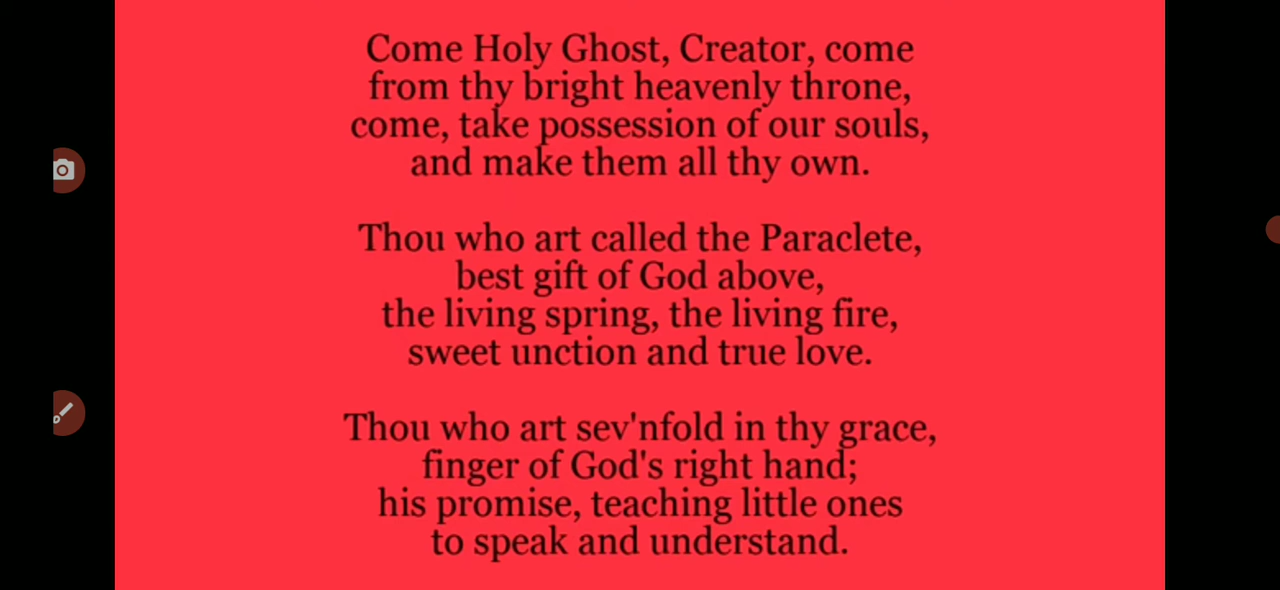 Come Holy Ghost, Creator, come
from thy bright heavenly throne,
come, take possession of our souls,
and make them all thy own.
Thou who art called the Paraclete,
best gift of God above,
the living spring, the living fire,
sweet unction and true love.
Thou who art sev'nfold in thy grace,
finger of God's right hand;
his promise, teaching little ones
to speak and understand.